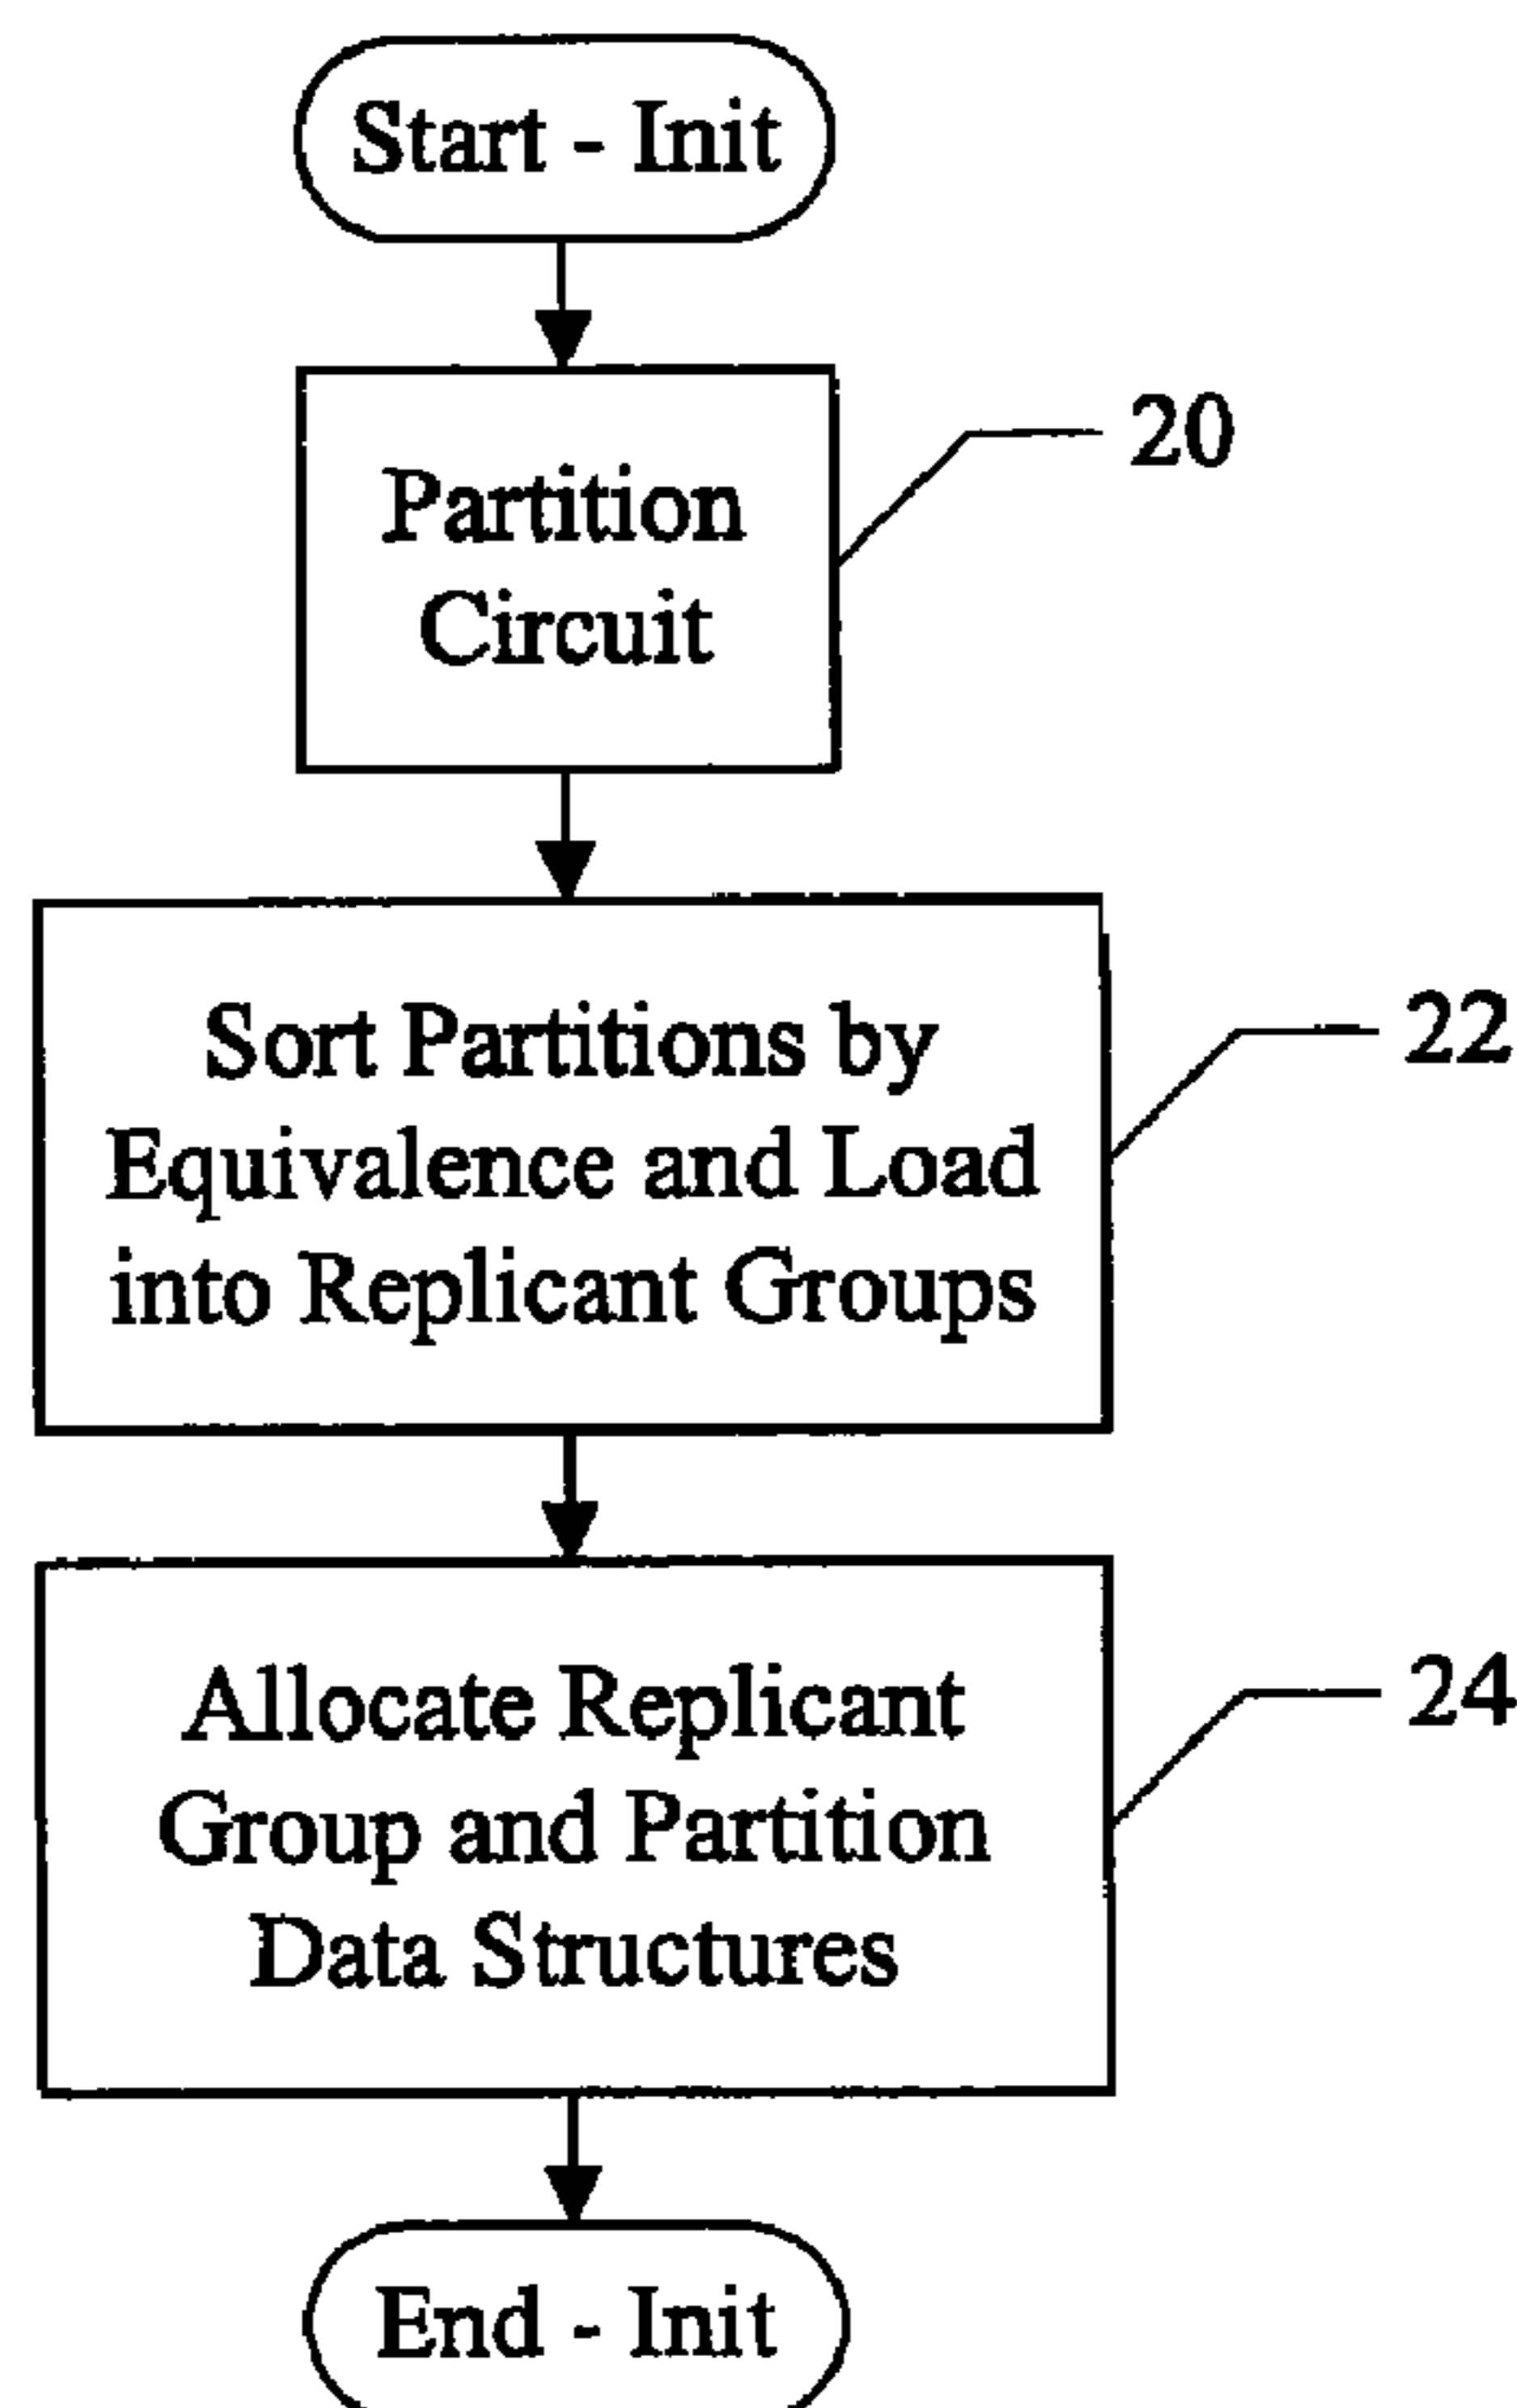 Start - Init
20
Partition
Circuit
22
Sort Partitions by
Equivalence and Load
into Replicant Groups
24
Allocate Replicant
Group and Partition
Data Structures
End - Init